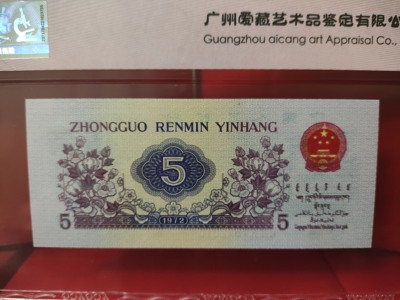 广州爱藏艺术品鉴定有限公
Guangzhou aicang art Appraisal Co.,
ZHONGGUO RENMIN YINHANG
5
5
1972
5